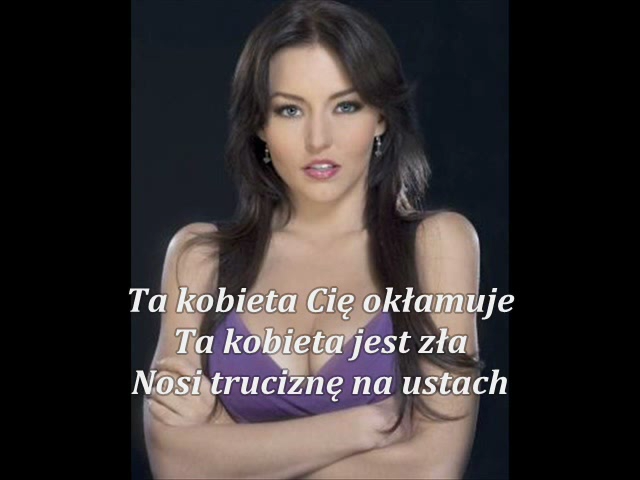 Ta kobieta Cię okłamuje
Ta kobieta jest zła
Nosi truciznę na ustach